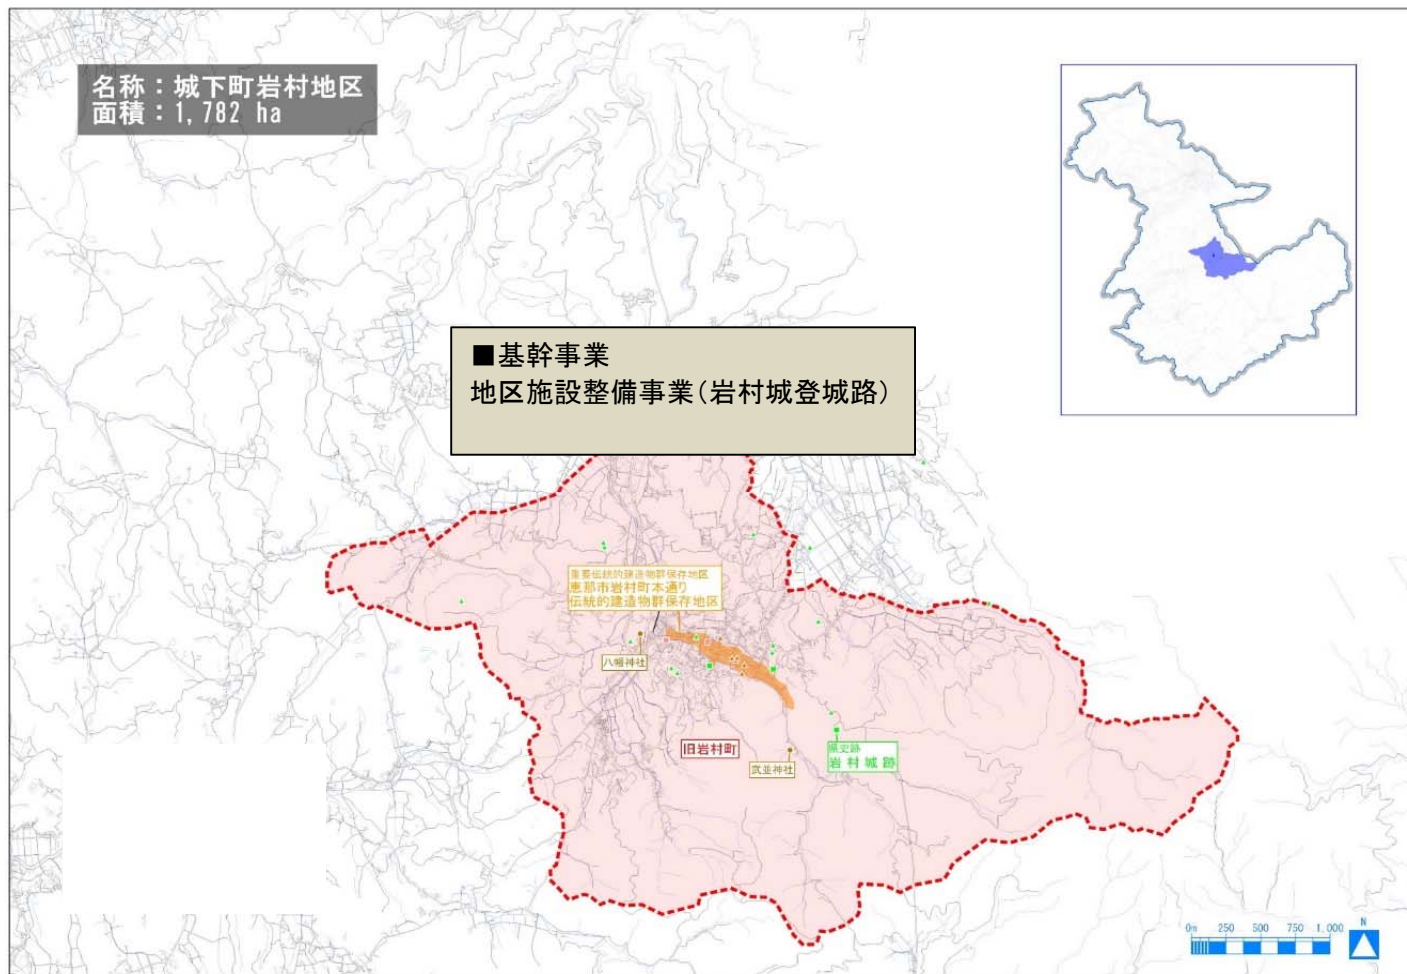 名称：城下町岩村地区
面積：1,782 ha
■基幹事業
地区施設整備事業（岩村城登城路）
重要伝統的建造物群保存地区
恵那市岩村町本通り
伝統的建造物群保存地区
八幡神社
旧岩村町
武並神社
県史跡
岩村城跡
0m 250 500 750 1,000
N